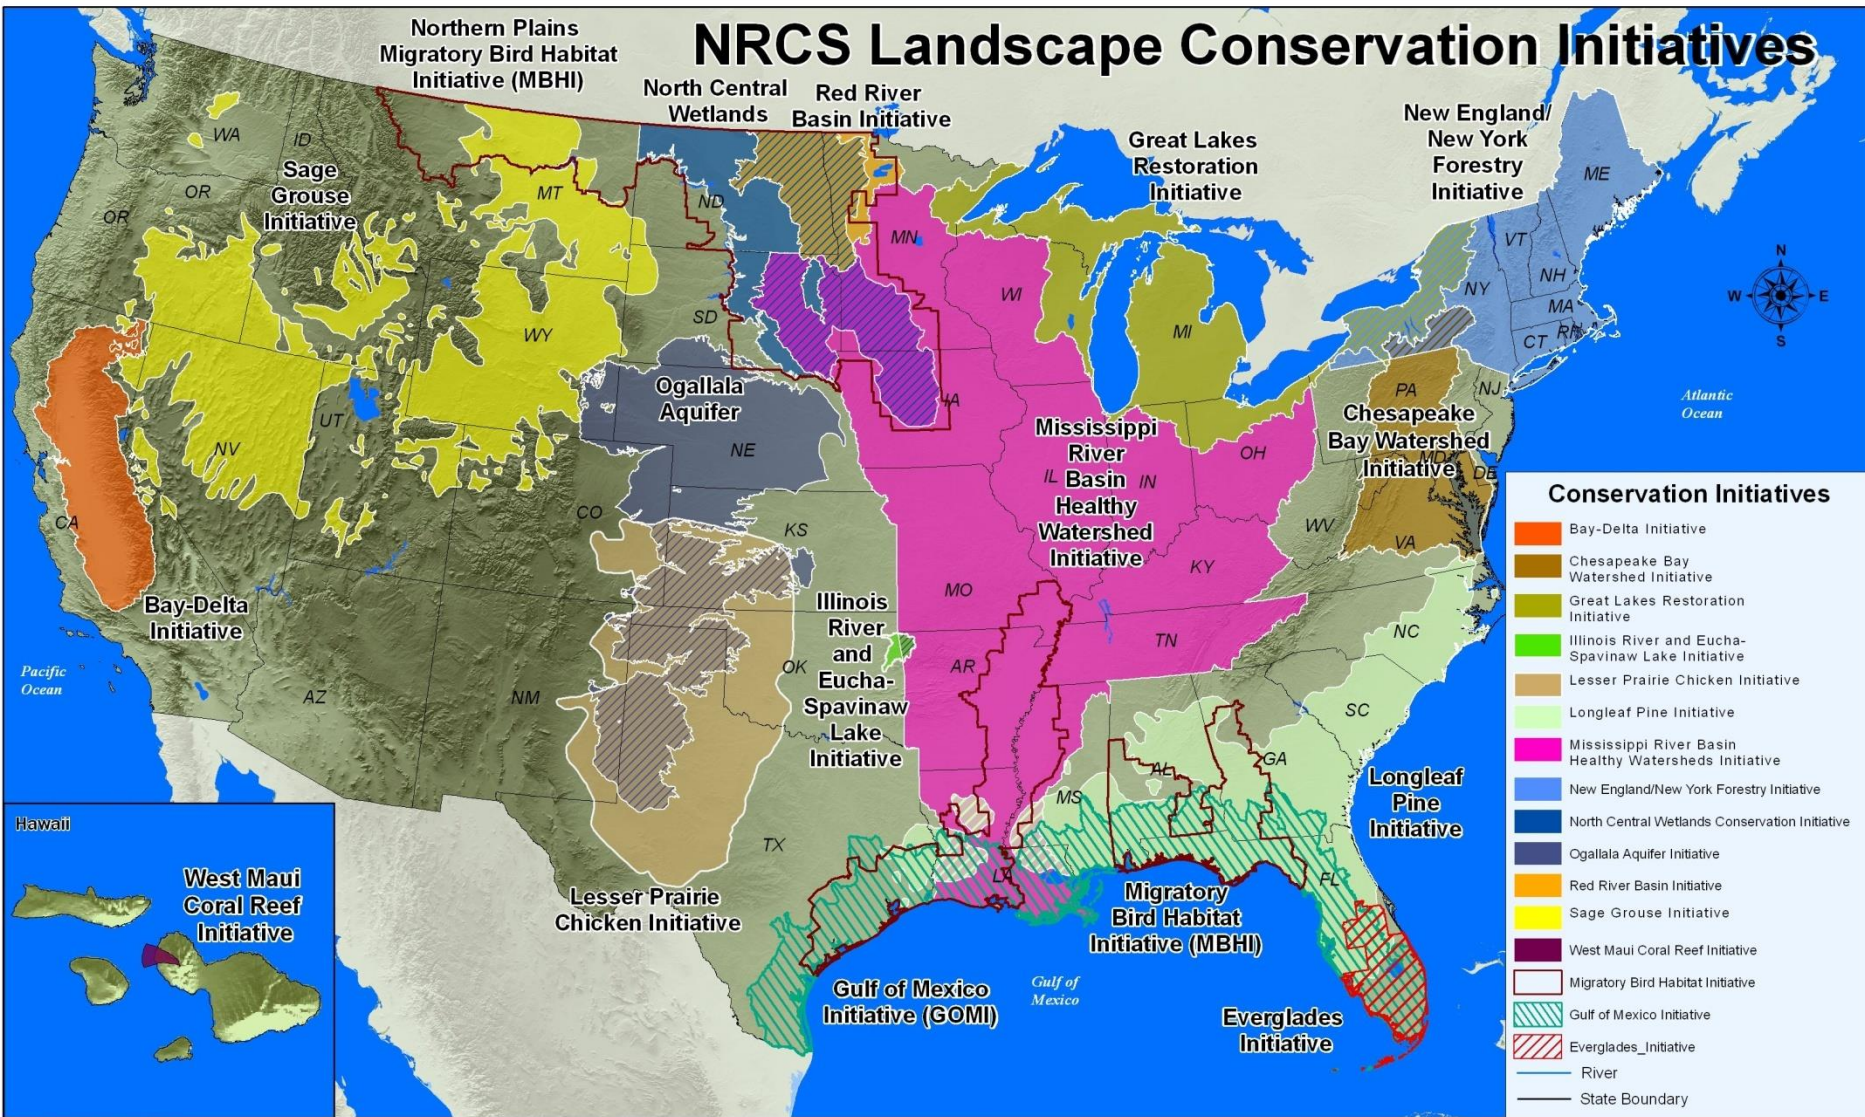 NRCS Landscape Conservation Initiatives
Northern Plains
Migratory Bird Habitat
Initiative (MBHI)
North Central
Wetlands
Red River
Basin Initiative
Great Lakes
Restoration
Initiative
New England/
New York
Forestry
Initiative
Sage
Grouse
Initiative
WA
ID
OR
OR
MT
ND
MN
WI
MI
ME
VT
NH
NY
MA
CT
RI
N
W
E
S
SD
WY
Ogallala
Aquifer
NE
IA
UT
NV
CA
CO
KS
Mississippi
River
Basin
Healthy
Watershed
Initiative
IL
IN
OH
PA
NJ
Chesapeake
Bay Watershed
Initiative
MD
DE
WV
VA
KY
MO
TN
NC
SC
AR
OK
NM
AZ
Atlantic
Ocean
Pacific
Ocean
Bay-Delta
Initiative
Illinois
River
and
Eucha-
Spavinaw
Lake
Initiative
Longleaf
Pine
Initiative
GA
AL
MS
TX
LA
FL
Lesser Prairie
Chicken Initiative
Migratory
Bird Habitat
Initiative (MBHI)
Gulf of Mexico
Initiative (GOMI)
Gulf of
Mexico
Everglades
Initiative
Hawaii
West Maui
Coral Reef
Initiative
Conservation Initiatives
Bay-Delta Initiative
Chesapeake Bay
Watershed Initiative
Great Lakes Restoration
Initiative
Illinois River and Eucha-
Spavinaw Lake Initiative
Lesser Prairie Chicken Initiative
Longleaf Pine Initiative
Mississippi River Basin
Healthy Watersheds Initiative
New England/New York Forestry Initiative
North Central Wetlands Conservation Initiative
Ogallala Aquifer Initiative
Red River Basin Initiative
Sage Grouse Initiative
West Maui Coral Reef Initiative
Migratory Bird Habitat Initiative
Gulf of Mexico Initiative
Everglades_Initiative
River
State Boundary